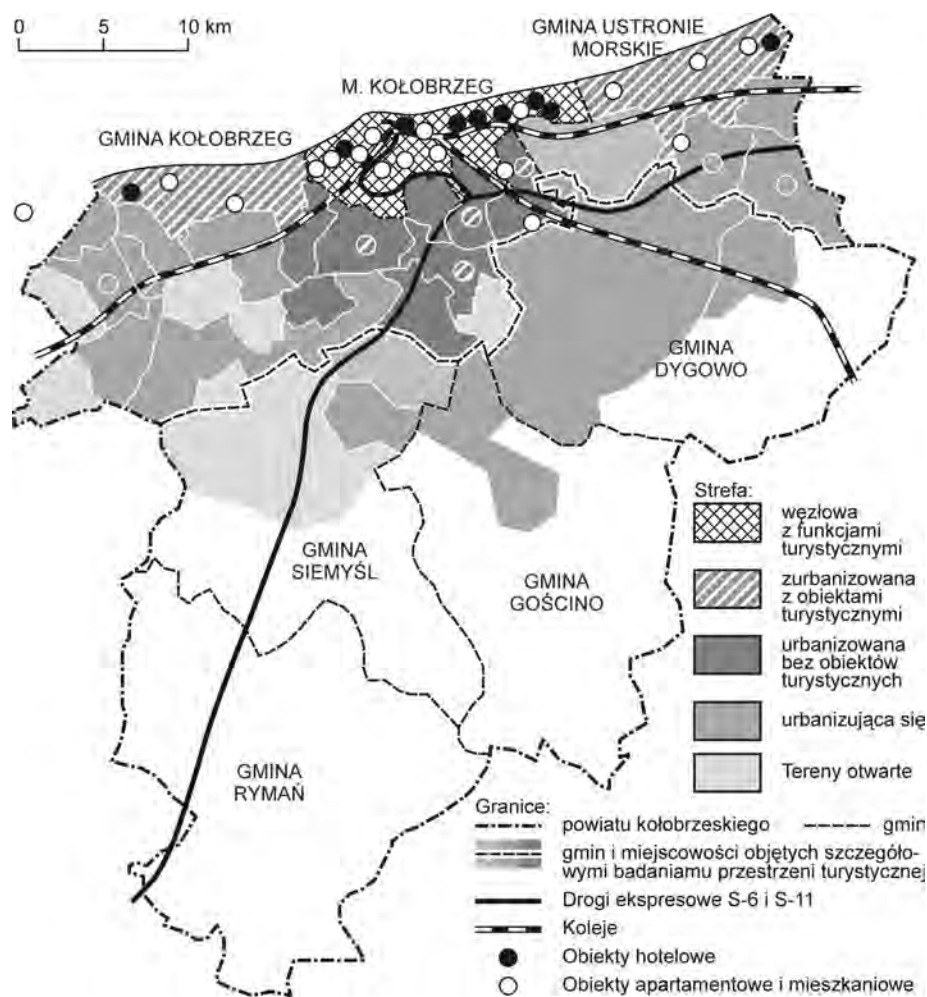 0 5 10 km
GMINA USTRONIE
MORSKIE
M. KOŁOBRZEG
GMINA KOŁOBRZEG
GMINA
DYGOWO
GMINA
SIEMYŚL
GMINA
GOŚCINO
GMINA
RYMAŃ
Strefa:
węzłowa
z funkcjami
turystycznymi
zurbanizowana
z obiektami
turystycznymi
urbanizowana
bez obiektów
turystycznych
urbanizująca się
Tereny otwarte
Granice:
powiatu kołobrzeskiego gmin
gmin i miejscowości objętych szczegóło-
wymi badaniamu przestrzeni turystycznej
Drogi ekspresowe S-6 i S-11
Koleje
Obiekty hotelowe
Obiekty apartamentowe i mieszkaniowe